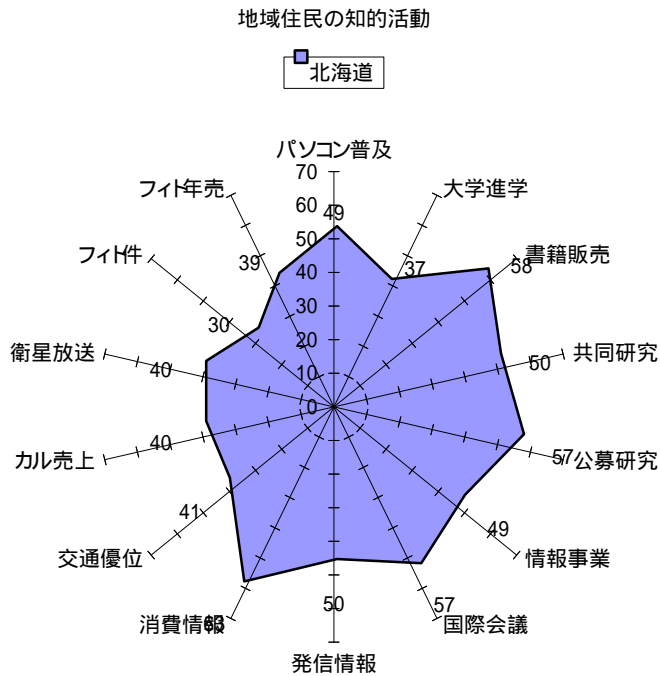 地域住民の知的活動
北海道
パソコン普及
大学進学
書籍販売
共同研究
公募研究
情報事業
国際会議
発信情報
消費情報
交通優位
カル売上
衛星放送
フィト件
フィト年売
70
60
50
40
30
20
10
0
49
37
58
50
57
49
57
50
63
41
40
40
30
39